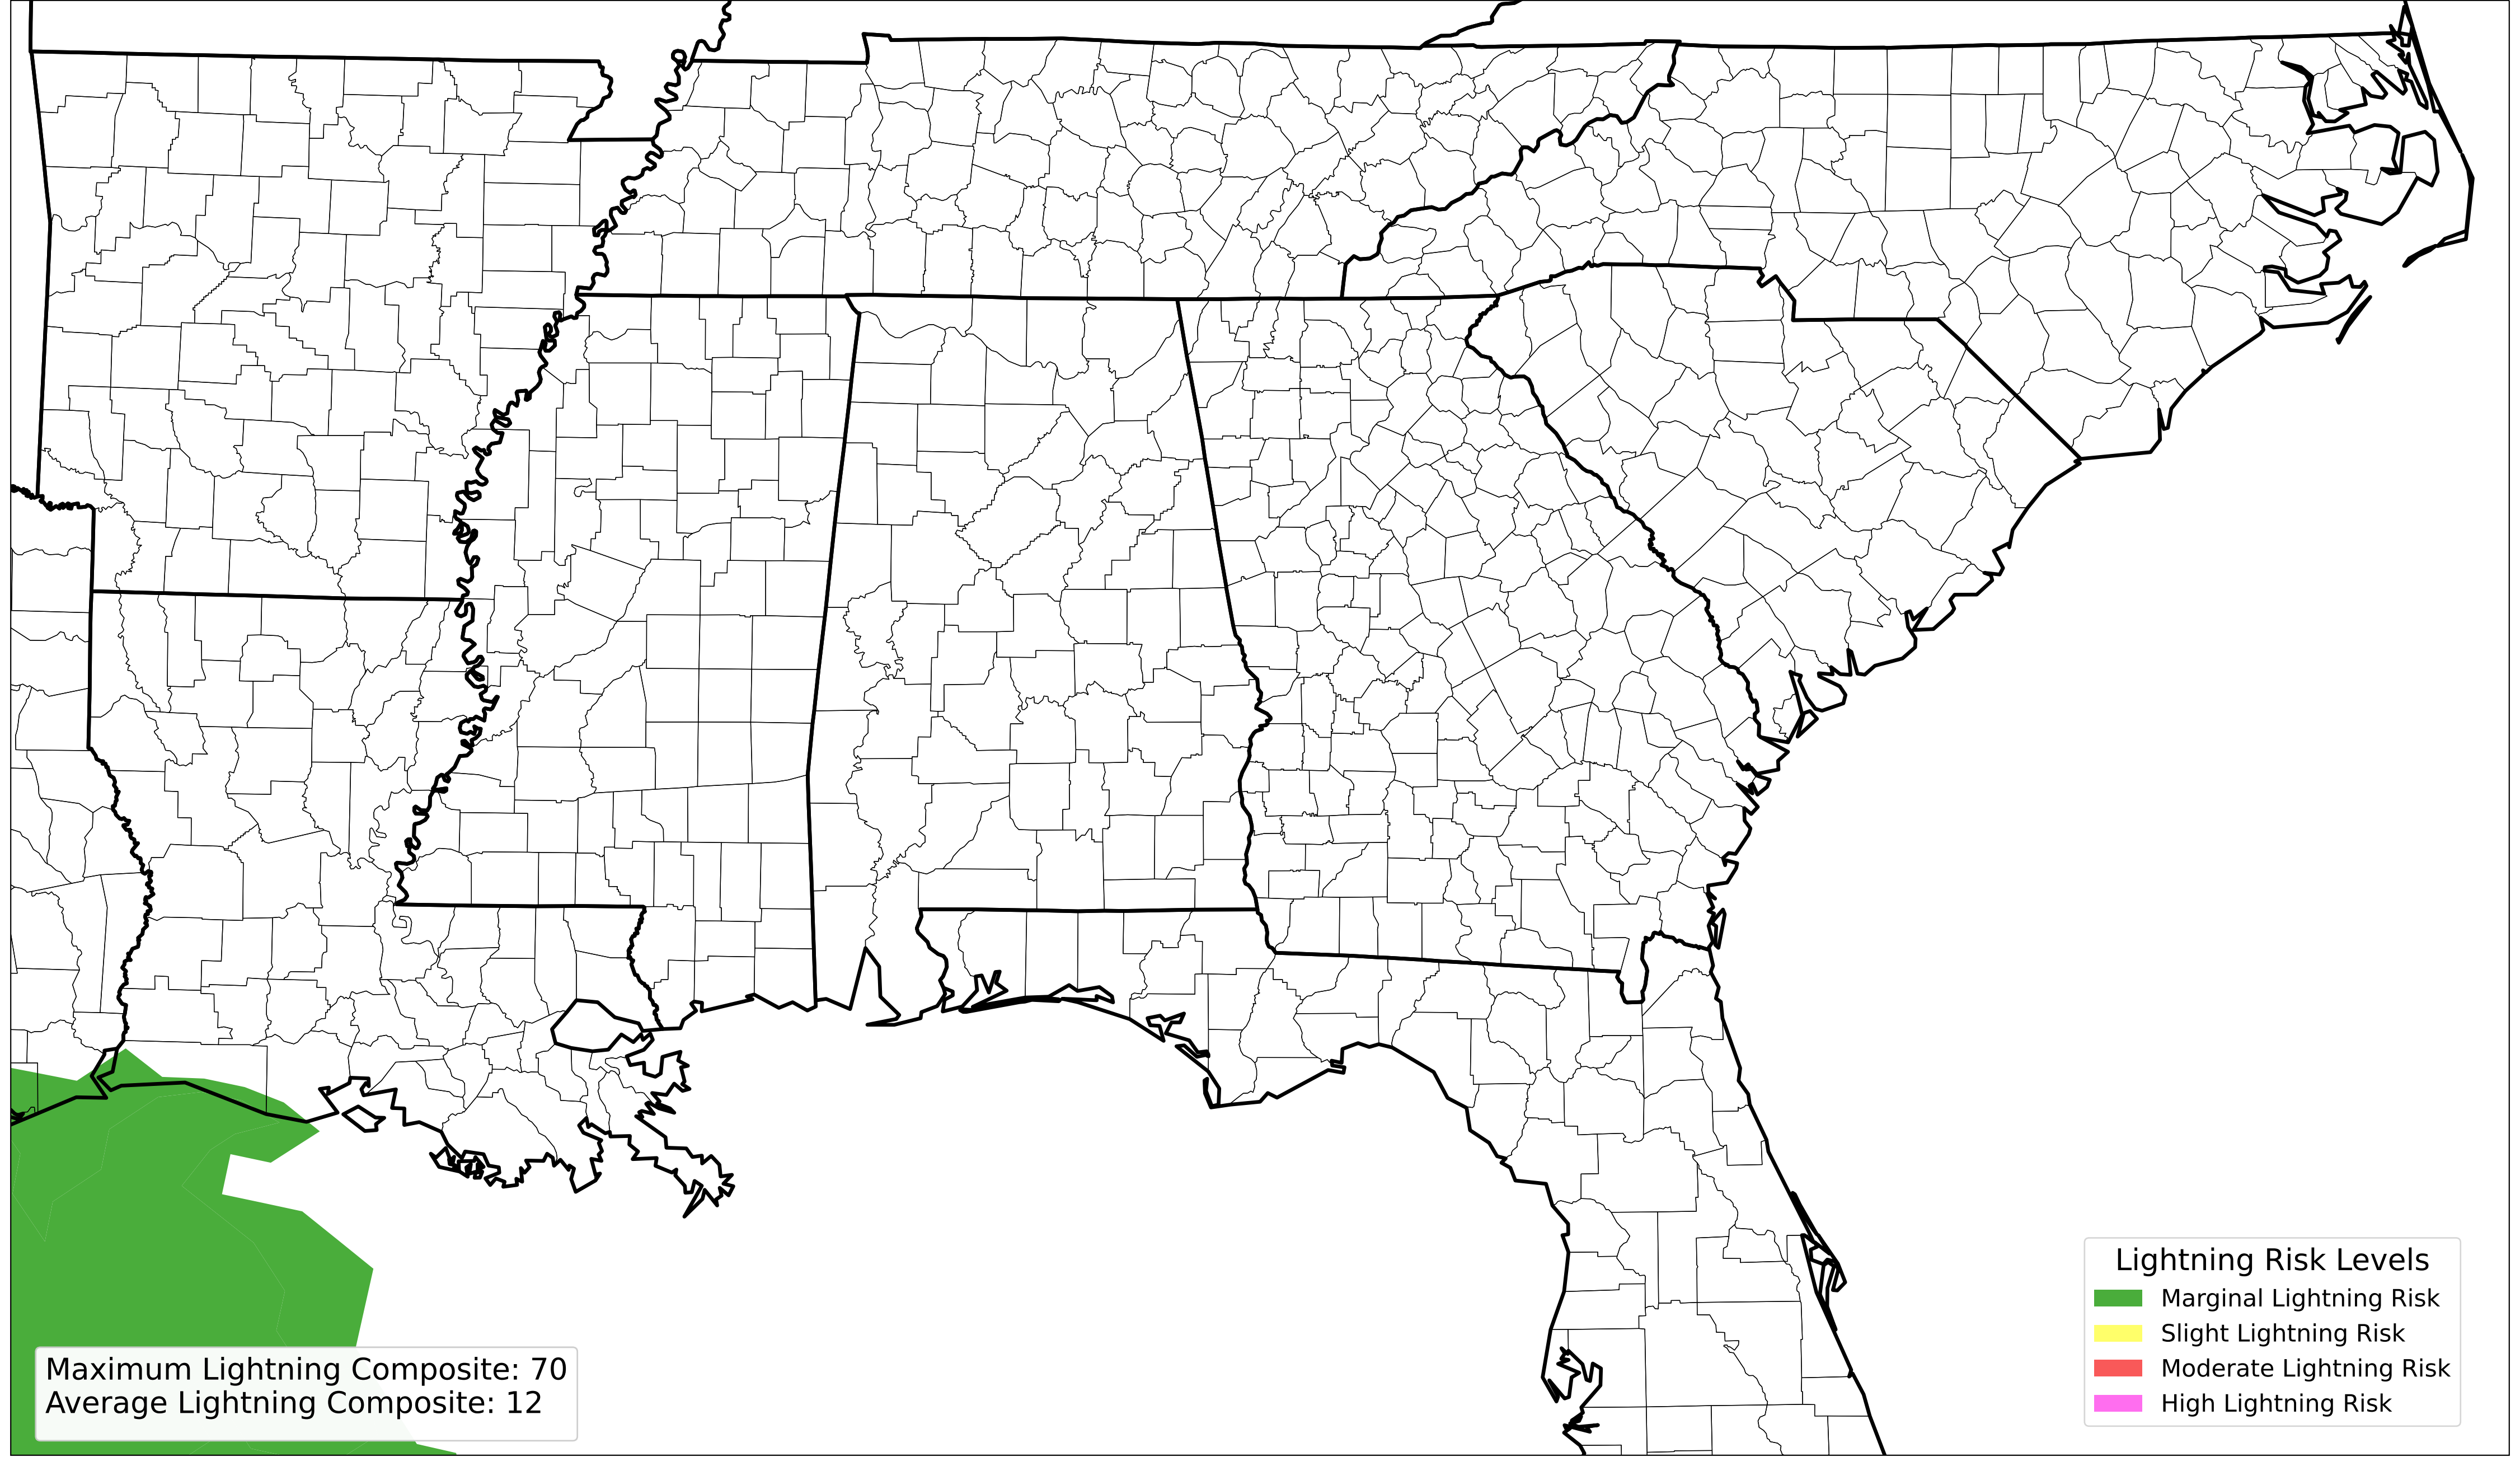 Maximum Lightning Composite: 70
Average Lightning Composite: 12
Lightning Risk Levels
Marginal Lightning Risk
Slight Lightning Risk
Moderate Lightning Risk
High Lightning Risk